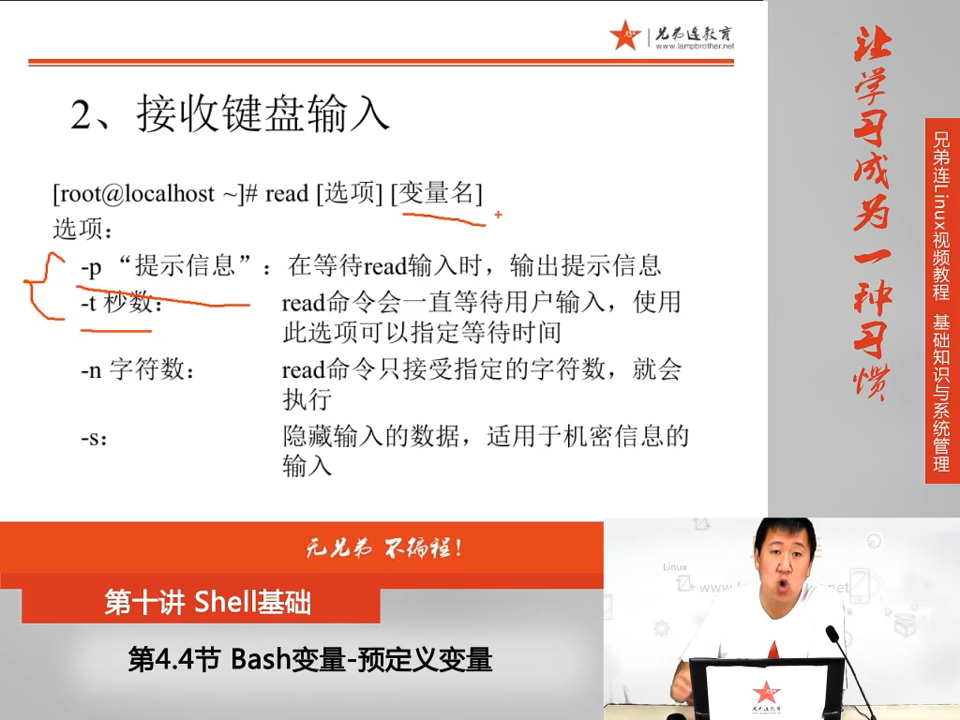 兄弟连教育
www.lampbrother.net
2、接收键盘输入
[root@localhost ~]# read [选项] [变量名]
选项：
-p “提示信息”：在等待read输入时，输出提示信息
-t 秒数： read命令会一直等待用户输入，使用
此选项可以指定等待时间
-n 字符数： read命令只接受指定的字符数，就会
执行
-s： 隐藏输入的数据，适用于机密信息的
输入
让学习成为一种习惯
兄弟连Linux视频教程 基础知识与系统管理
无兄弟 不编程！
第十讲 Shell基础
第4.4节 Bash变量-预定义变量
Linux
兄弟连教育